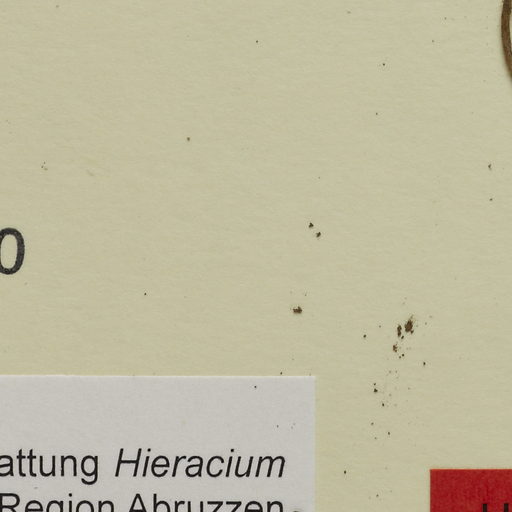 0
attung Hieracium
Region Abruzzen-